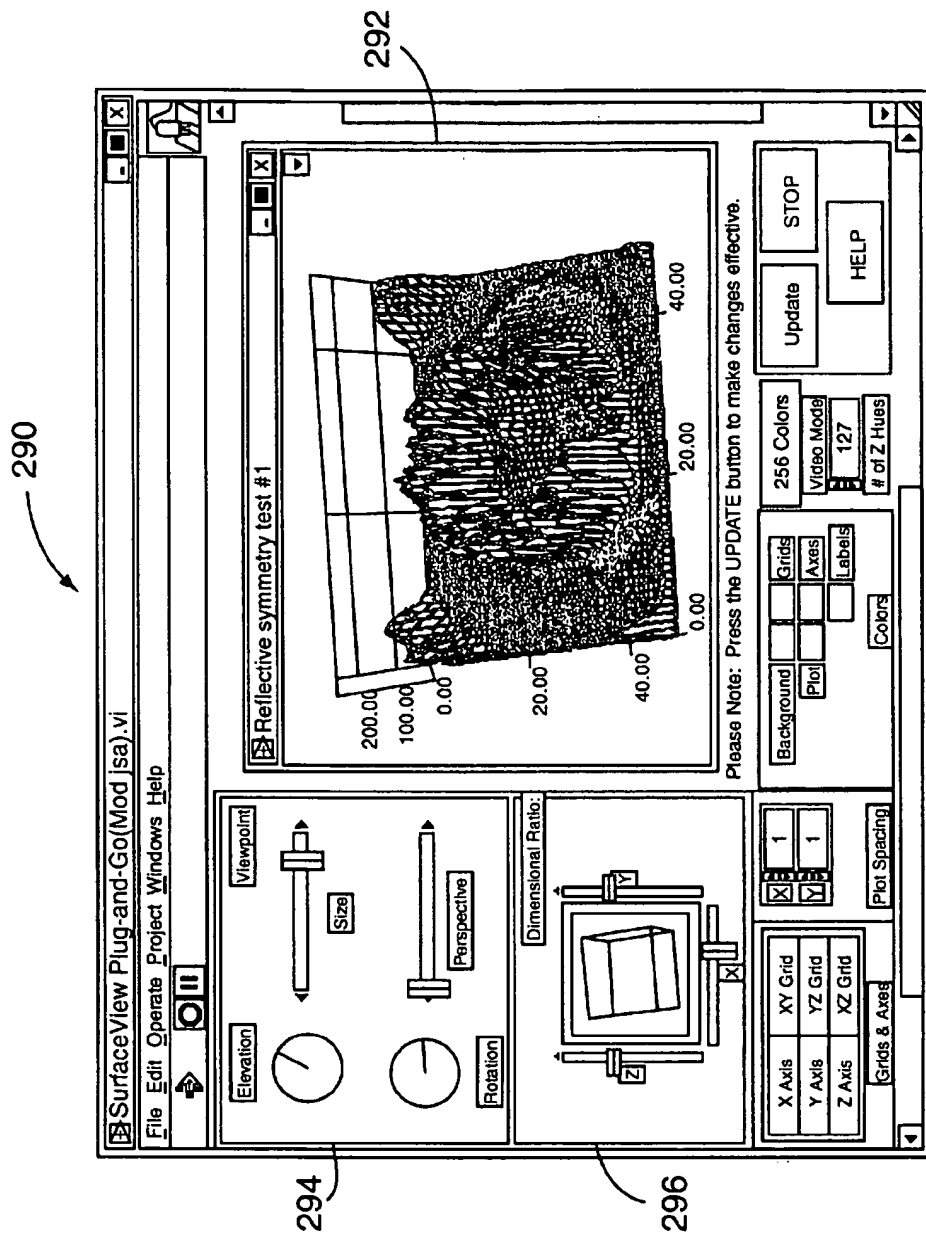 290
SurfaceView Plug-and-Go(Mod jsa).vi
- X
File Edit Operate Project Windows Help
294
Elevation
Viewpoint
Size
Rotation
Perspective
292
Reflective symmetry test #1
- X
200.00
100.00
0.00
20.00
40.00
0.00
20.00
40.00
Please Note: Press the UPDATE button to make changes effective.
296
Dimensional Ratio:
Z
Y
X
X Axis XY Grid
Y Axis YZ Grid
Z Axis XZ Grid
Grids & Axes
X 1
Y 1
Plot Spacing
Background Grids
Plot Axes
Labels
Colors
256 Colors
Video Mode
127
# of Z Hues
Update STOP
HELP